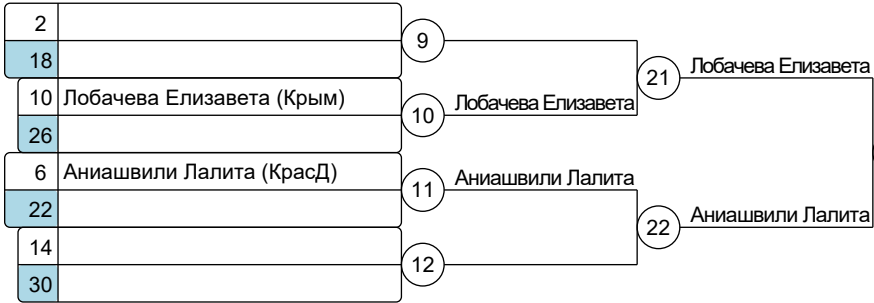 2
9
18
21 Лобачева Елизавета
10 Лобачева Елизавета (Крым)
10 Лобачева Елизавета
26
6 Аниашвили Лалита (КрасД)
11 Аниашвили Лалита
22
22 Аниашвили Лалита
14
12
30